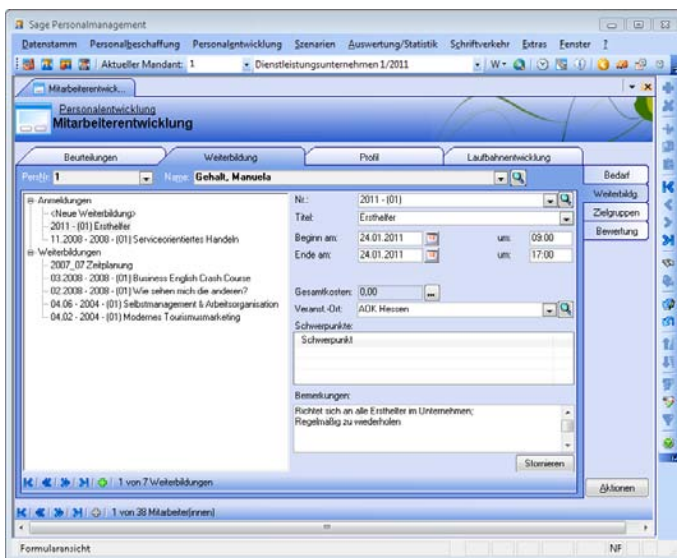 Sage Personalmanagement
Datenstamm Personalbeschaffung Personalentwicklung Szenarien Auswertung/Statistik Schriftverkehr Extras Fenster ?
Aktueller Mandant: 1 Dienstleistungsunternehmen 1/2011 W
Mitarbeiterentwick...
Personalentwicklung
Mitarbeiterentwicklung
Beurteilungen Weiterbildung Profil Laufbahnentwicklung
PersNr 1 Name: Gehalt, Manuela
Bedarf
Weiterbildg.
Zielgruppen
Bewertung
Anmeldungen
<Neue Weiterbildung>
2011 - (01) Ersthelfer
11.2008 - 2008 - (01) Serviceorientiertes Handeln
Weiterbildungen
2007_07 Zeitplanung
03.2008 - 2008 - (01) Business English Crash Course
02.2008 - 2008 - (01) Wie sehen mich die anderen?
04.06 - 2004 - (01) Selbstmanagement & Arbeitsorganisation
04.02 - 2004 - (01) Modernes Tourismusmarketing
Nr.: 2011 - (01)
Titel: Ersthelfer
Beginn am: 24.01.2011 um: 09:00
Ende am: 24.01.2011 um: 17:00
Gesamtkosten: 0,00 ...
Veranst.-Ort: AOK Hessen
Schwerpunkte:
Schwerpunkt
Bemerkungen:
Richtet sich an alle Ersthelfer im Unternehmen;
Regelmäßig zu wiederholen
Stornieren
1 von 7 Weiterbildungen
Aktionen
1 von 38 Mitarbeiter(innen)
Formularansicht NF